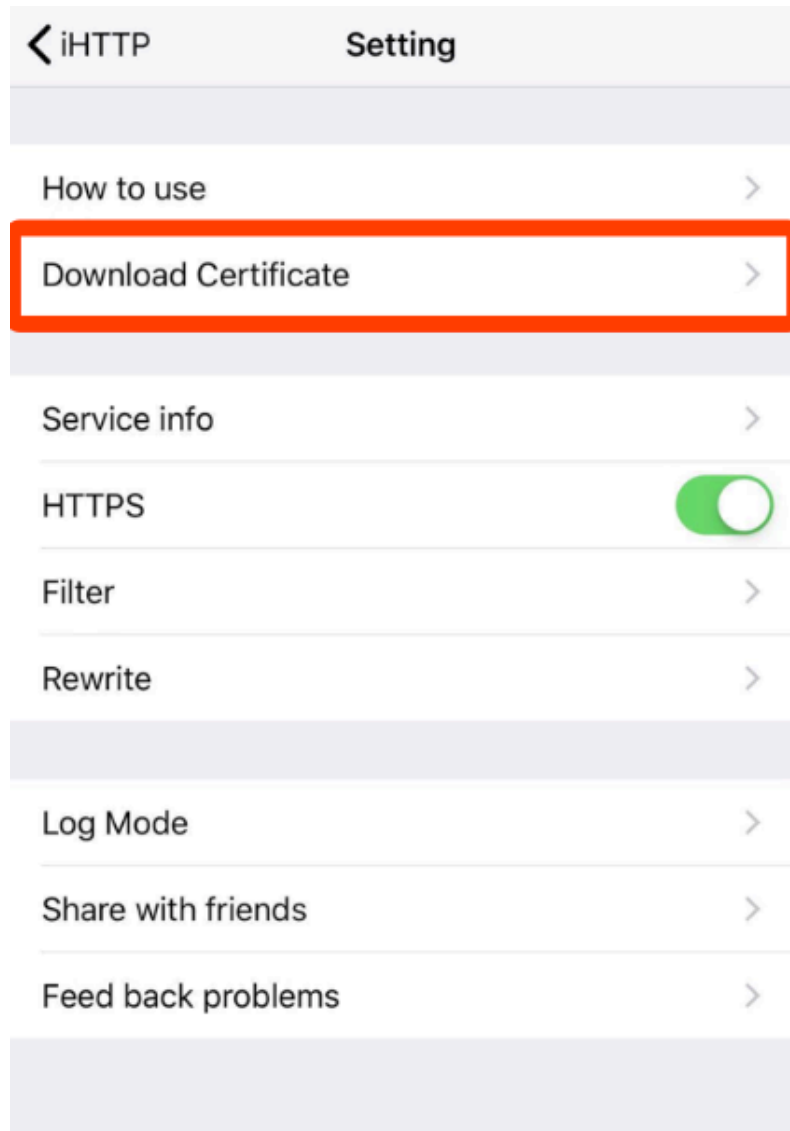 iHTTP
Setting
How to use
Download Certificate
Service info
HTTPS
Filter
Rewrite
Log Mode
Share with friends
Feed back problems